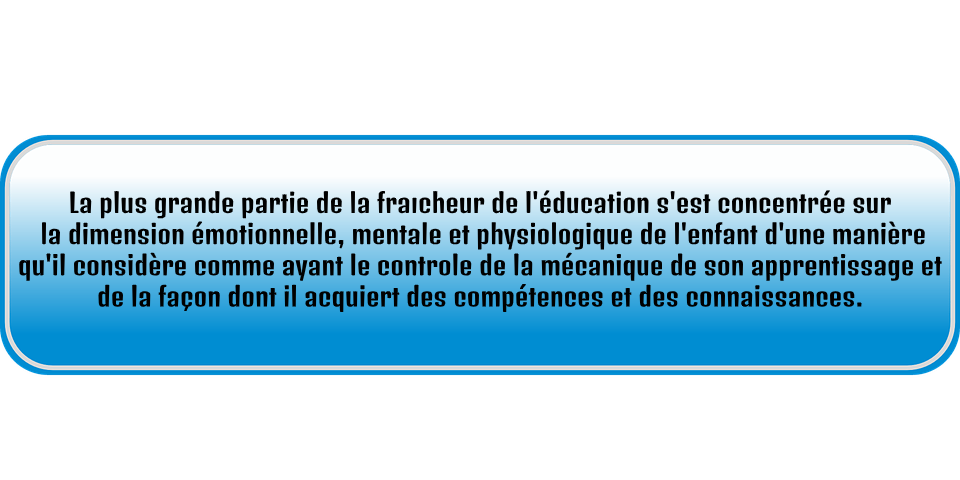 La plus grande partie de la fraıcheur de l'éducation s'est concentrée sur
la dimension émotionnelle, mentale et physiologique de l'enfant d'une manière
qu'il considère comme ayant le controle de la mécanique de son apprentissage et
de la façon dont il acquiert des compétences et des connaissances.